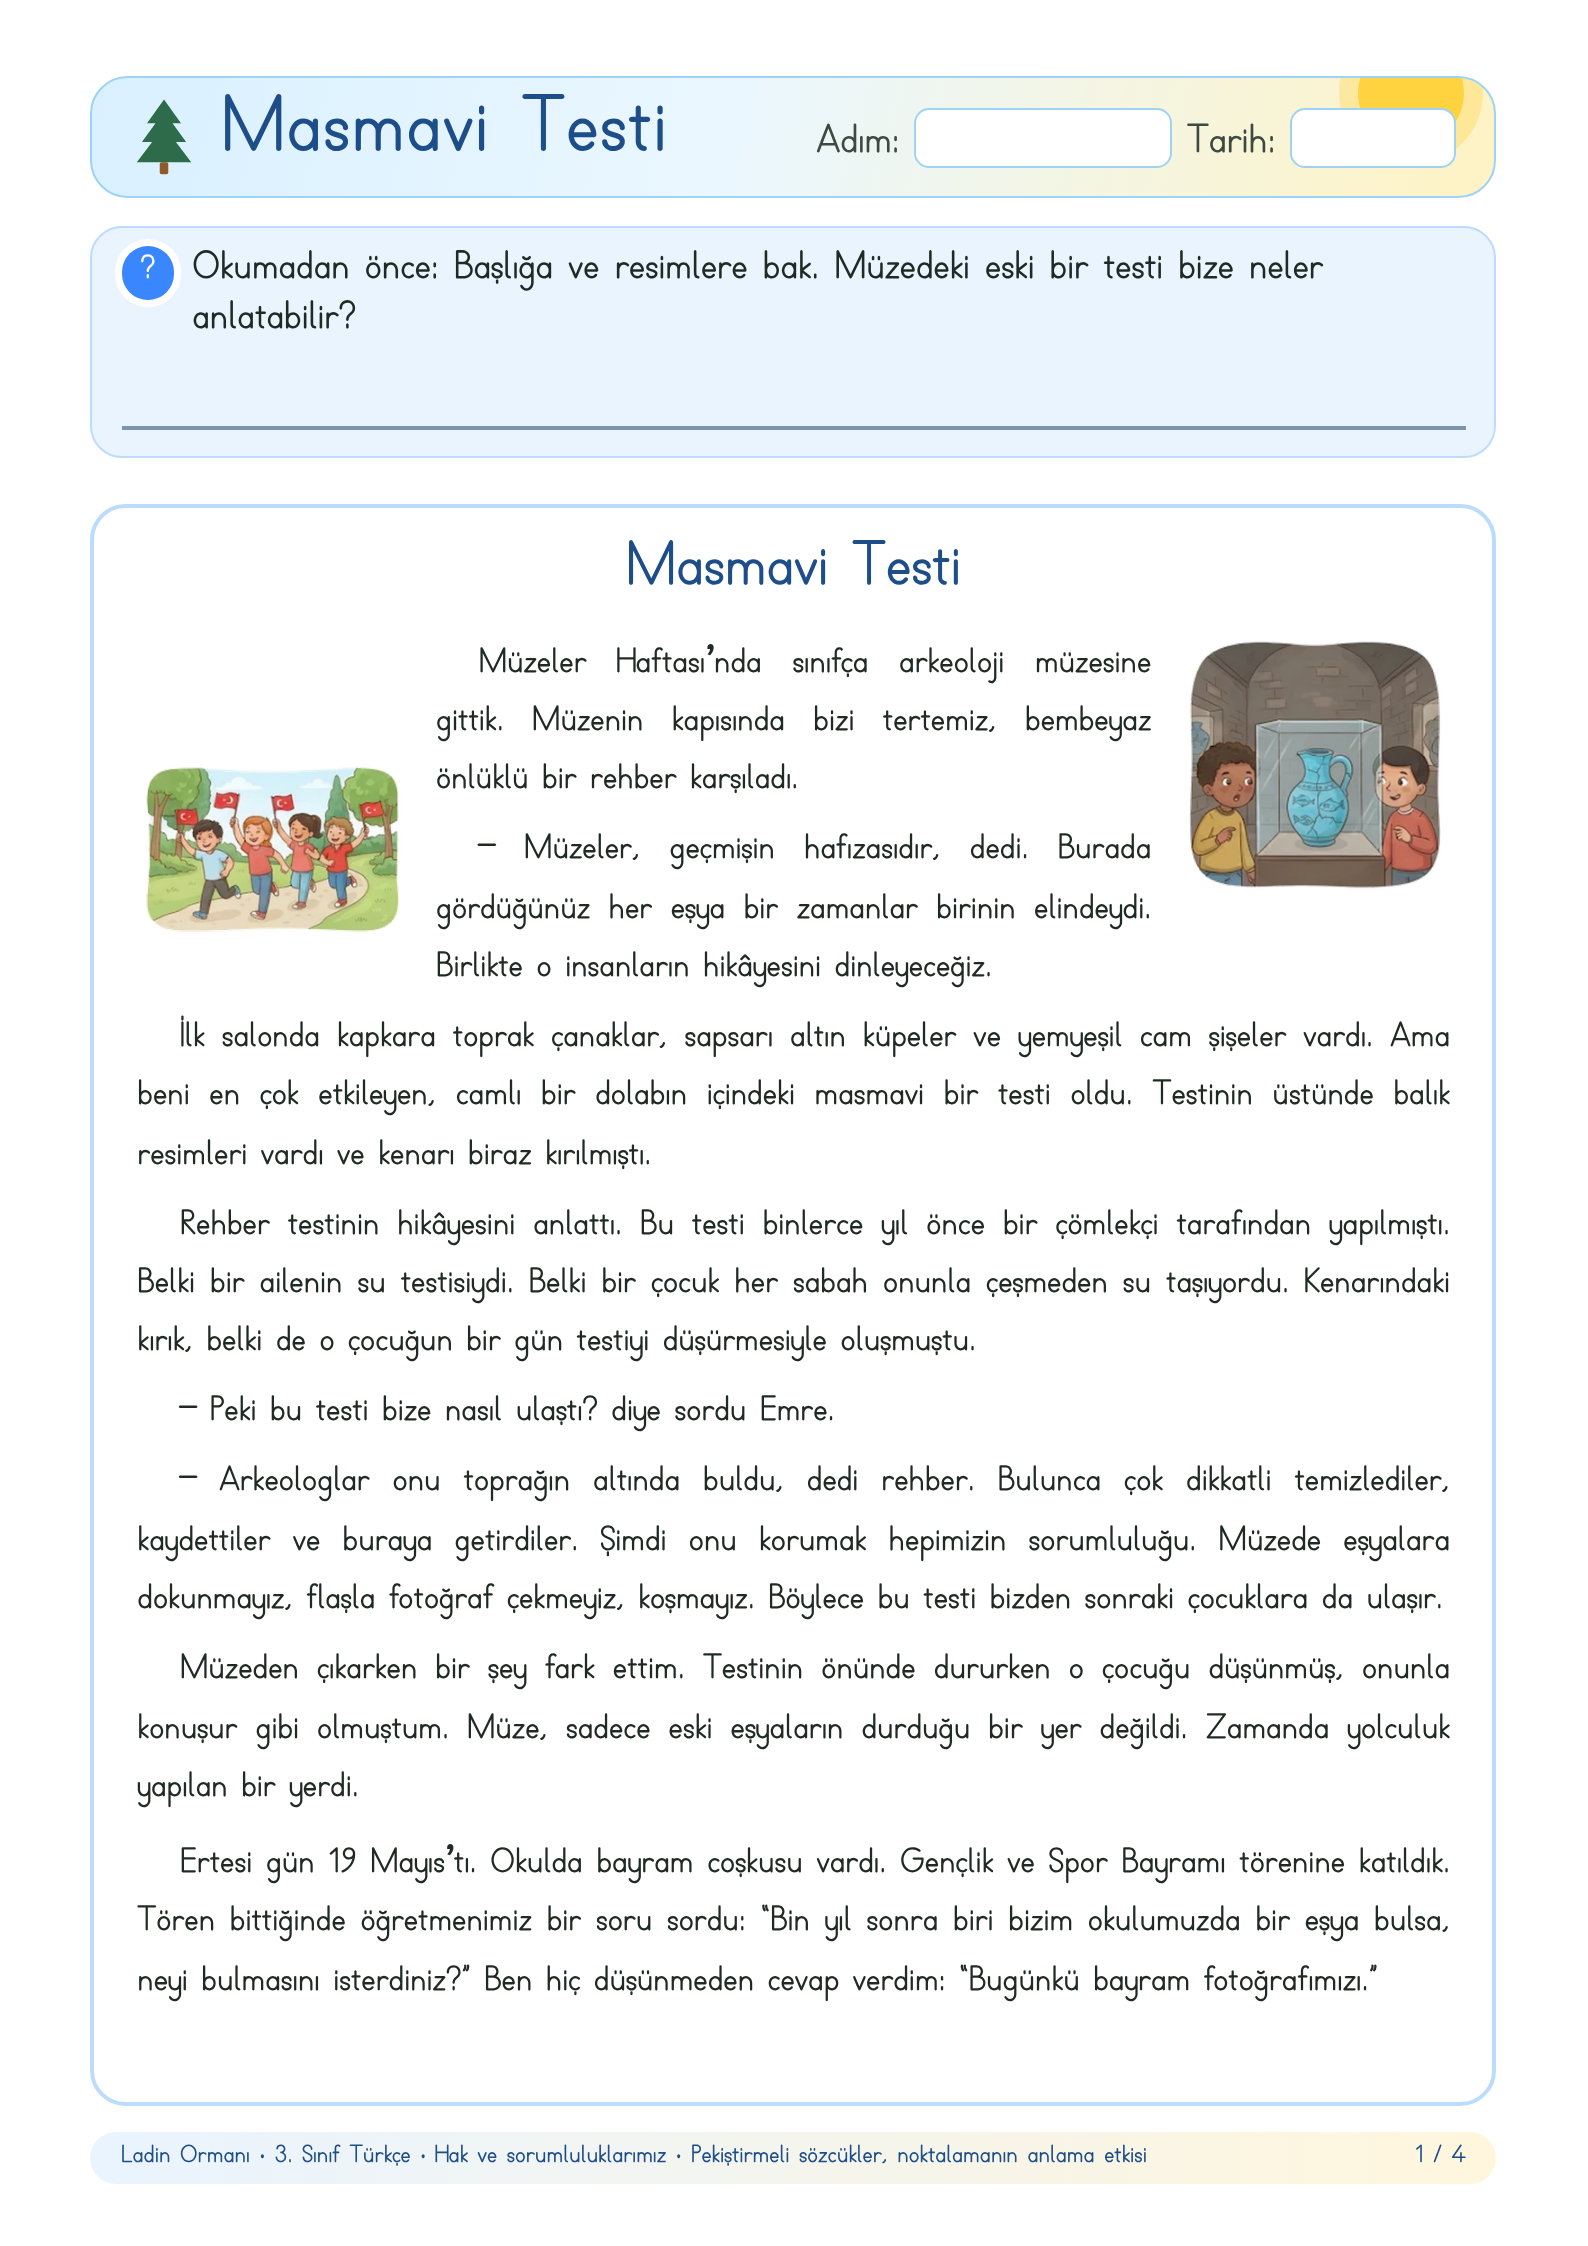 Masmavi Testi
Adım:
Tarih:
?
Okumadan önce: Başlığa ve resimlere bak. Müzedeki eski bir testi bize neler
anlatabilir?
Masmavi Testi
Müzeler Haftası’nda sınıfça arkeoloji müzesine
gittik. Müzenin kapısında bizi tertemiz, bembeyaz
önlüklü bir rehber karşıladı.
– Müzeler, geçmişin hafızasıdır, dedi. Burada
gördüğünüz her eşya bir zamanlar birinin elindeydi.
Birlikte o insanların hikâyesini dinleyeceğiz.
İlk salonda kapkara toprak çanaklar, sapsarı altın küpeler ve yemyeşil cam şişeler vardı. Ama
beni en çok etkileyen, camlı bir dolabın içindeki masmavi bir testi oldu. Testinin üstünde balık
resimleri vardı ve kenarı biraz kırılmıştı.
Rehber testinin hikâyesini anlattı. Bu testi binlerce yıl önce bir çömlekçi tarafından yapılmıştı.
Belki bir ailenin su testisiydi. Belki bir çocuk her sabah onunla çeşmeden su taşıyordu. Kenarındaki
kırık, belki de o çocuğun bir gün testiyi düşürmesiyle oluşmuştu.
– Peki bu testi bize nasıl ulaştı? diye sordu Emre.
– Arkeologlar onu toprağın altında buldu, dedi rehber. Bulunca çok dikkatli temizlediler,
kaydettiler ve buraya getirdiler. Şimdi onu korumak hepimizin sorumluluğu. Müzede eşyalara
dokunmayız, flaşla fotoğraf çekmeyiz, koşmayız. Böylece bu testi bizden sonraki çocuklara da ulaşır.
Müzeden çıkarken bir şey fark ettim. Testinin önünde dururken o çocuğu düşünmüş, onunla
konuşur gibi olmuştum. Müze, sadece eski eşyaların durduğu bir yer değildi. Zamanda yolculuk
yapılan bir yerdi.
Ertesi gün 19 Mayıs’tı. Okulda bayram coşkusu vardı. Gençlik ve Spor Bayramı törenine katıldık.
Tören bittiğinde öğretmenimiz bir soru sordu: “Bin yıl sonra biri bizim okulumuzda bir eşya bulsa,
neyi bulmasını isterdiniz?” Ben hiç düşünmeden cevap verdim: “Bugünkü bayram fotoğrafımızı.”
Ladin Ormanı • 3. Sınıf Türkçe • Hak ve sorumluluklarımız • Pekiştirmeli sözcükler, noktalamanın anlama etkisi
1 / 4